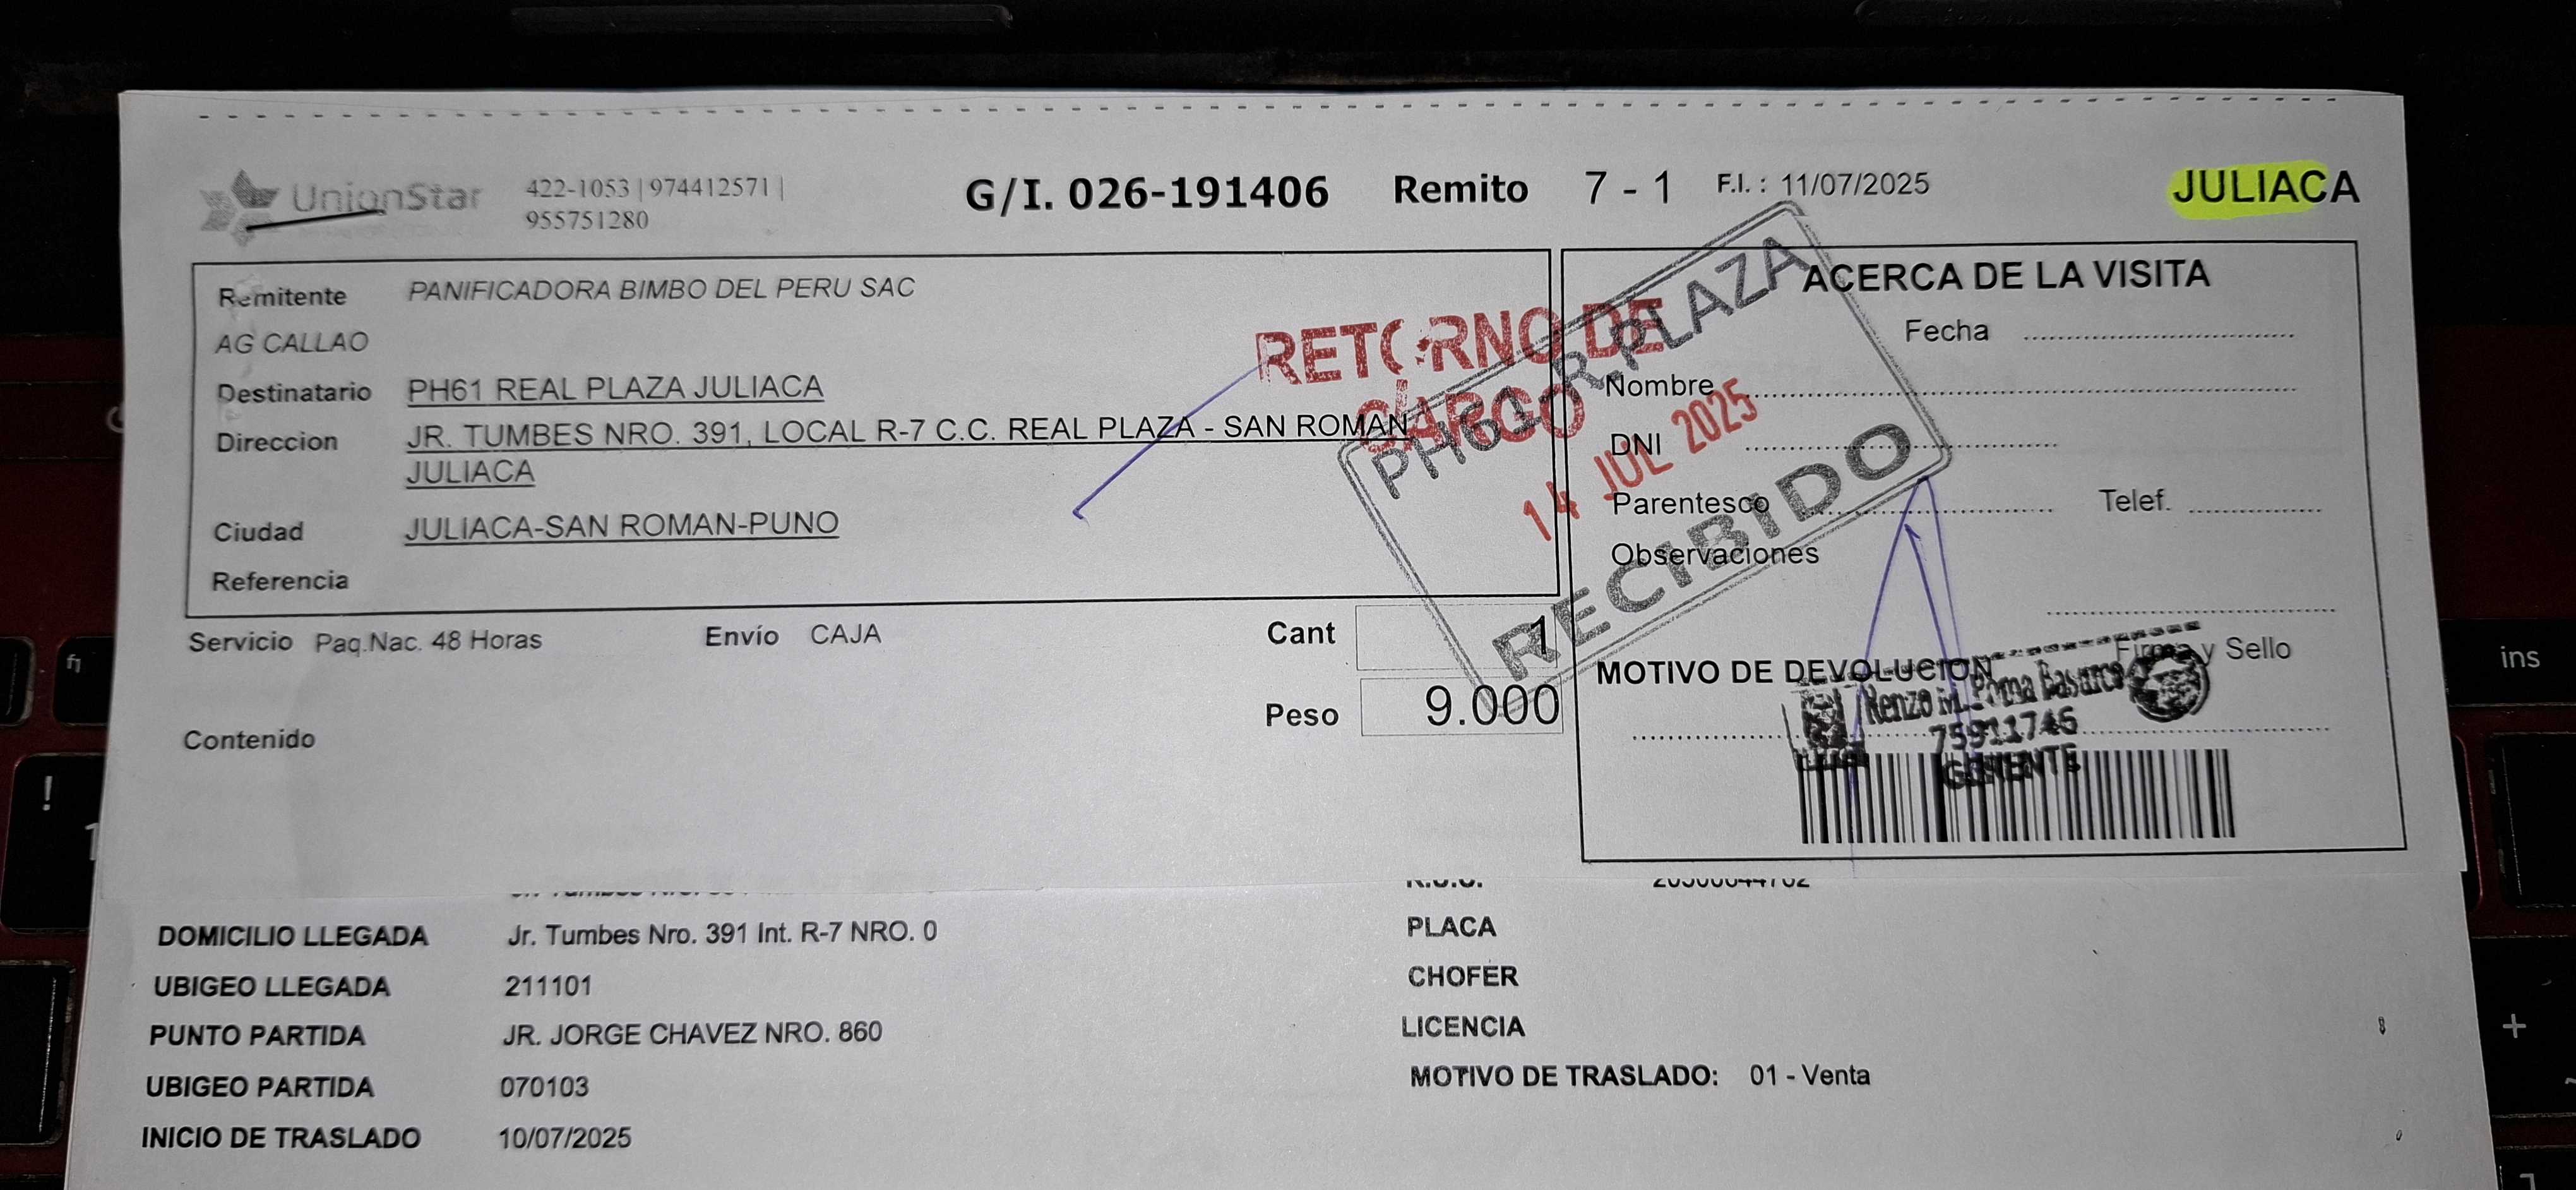 UnionStar
422-1053 | 974412571 |
955751280
G/I. 026-191406 Remito 7 - 1 F.I. : 11/07/2025
JULIACA
Remitente PANIFICADORA BIMBO DEL PERU SAC
AG CALLAO
Destinatario PH61 REAL PLAZA JULIACA
Direccion JR. TUMBES NRO. 391, LOCAL R-7 C.C. REAL PLAZA - SAN ROMAN
JULIACA
Ciudad JULIACA-SAN ROMAN-PUNO
Referencia
Servicio Paq.Nac. 48 Horas Envío CAJA
Cant 1
Peso 9.000
Contenido
RETORNO DE
CARGO
PH61 R.PLAZA
14 JUL 2025
RECIBIDO
ACERCA DE LA VISITA
Fecha
Nombre
DNI
Parentesco Telef.
Observaciones
Firma y Sello
MOTIVO DE DEVOLUCION
Renzo M. Poma Basurco
75911746
GERENTE
DOMICILIO LLEGADA Jr. Tumbes Nro. 391 Int. R-7 NRO. 0
UBIGEO LLEGADA 211101
PUNTO PARTIDA JR. JORGE CHAVEZ NRO. 860
UBIGEO PARTIDA 070103
INICIO DE TRASLADO 10/07/2025
R.U.C.
PLACA
CHOFER
LICENCIA
MOTIVO DE TRASLADO: 01 - Venta
ins